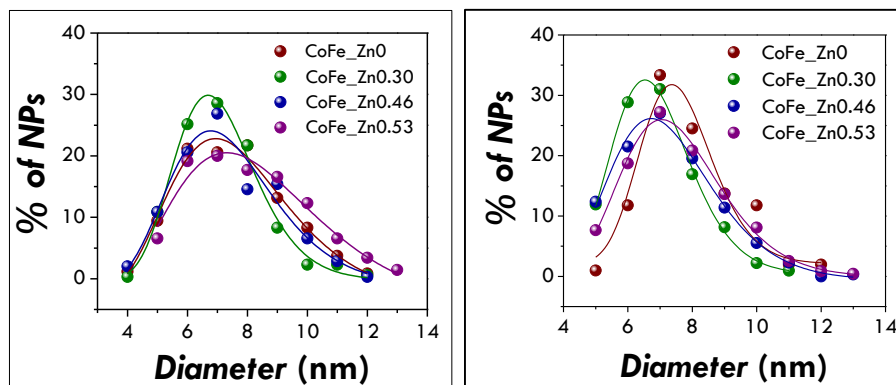 40
30
20
10
0
% of NPs
CoFe_Zn0
CoFe_Zn0.30
CoFe_Zn0.46
CoFe_Zn0.53
4 6 8 10 12 14
Diameter (nm)
40
30
20
10
0
% of NPs
CoFe_Zn0
CoFe_Zn0.30
CoFe_Zn0.46
CoFe_Zn0.53
4 6 8 10 12 14
Diameter (nm)